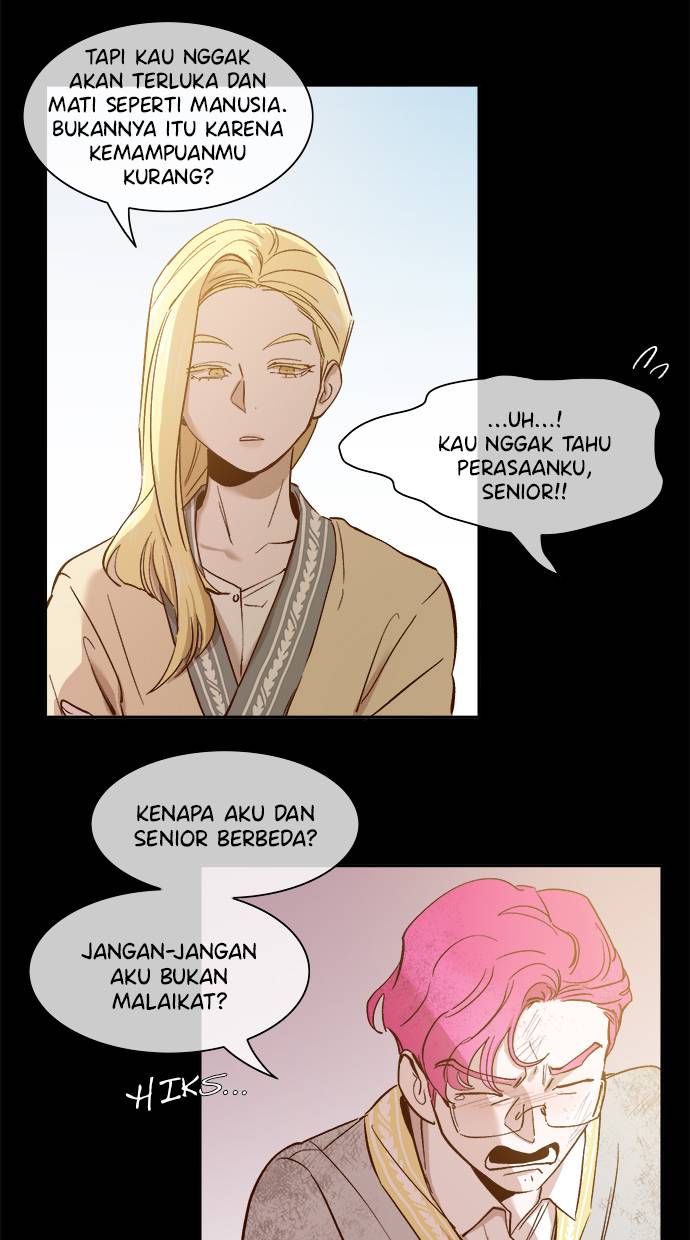 TAPI KAU NGGAK
AKAN TERLUKA DAN
MATI SEPERTI MANUSIA.
BUKANNYA ITU KARENA
KEMAMPUANMU
KURANG?
...UH...!
KAU NGGAK TAHU
PERASAANKU,
SENIOR!!
KENAPA AKU DAN
SENIOR BERBEDA?
JANGAN-JANGAN
AKU BUKAN
MALAIKAT?
HIKS...